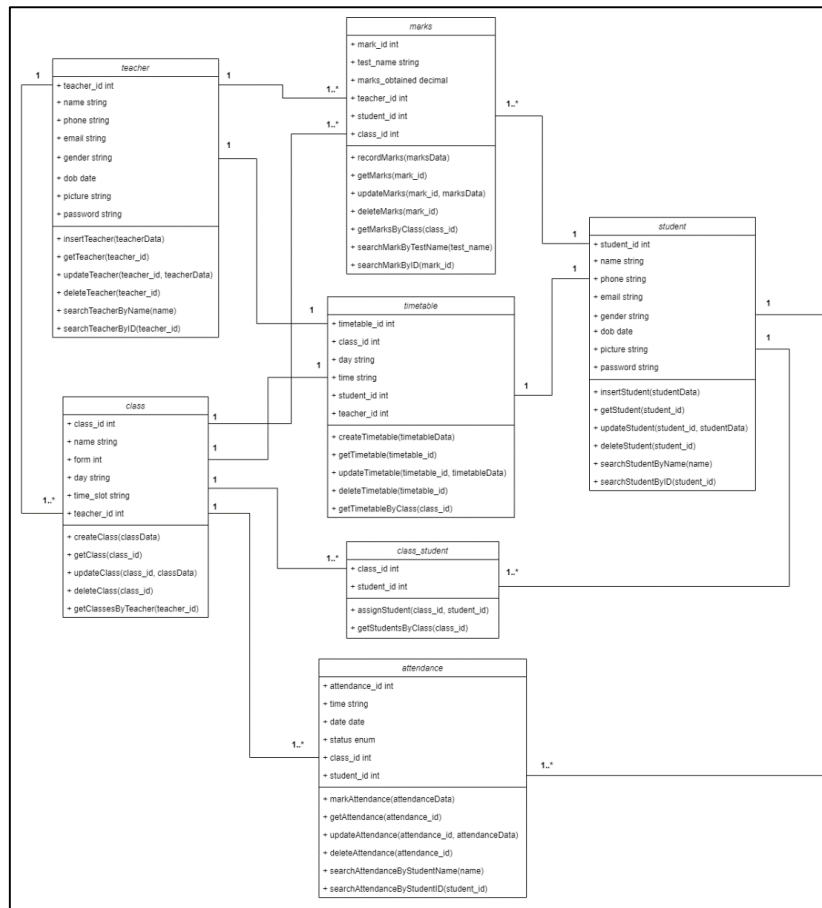 marks
+ mark_id int
+ test_name string
+ marks_obtained decimal
+ teacher_id int
+ student_id int
+ class_id int
+ recordMarks(marksData)
+ getMarks(mark_id)
+ updateMarks(mark_id, marksData)
+ deleteMarks(mark_id)
+ getMarksByClass(class_id)
+ searchMarkByTestName(test_name)
+ searchMarkByID(mark_id)
teacher
+ teacher_id int
+ name string
+ phone string
+ email string
+ gender string
+ dob date
+ picture string
+ password string
+ insertTeacher(teacherData)
+ getTeacher(teacher_id)
+ updateTeacher(teacher_id, teacherData)
+ deleteTeacher(teacher_id)
+ searchTeacherByName(name)
+ searchTeacherByID(teacher_id)
student
+ student_id int
+ name string
+ phone string
+ email string
+ gender string
+ dob date
+ picture string
+ password string
+ insertStudent(studentData)
+ getStudent(student_id)
+ updateStudent(student_id, studentData)
+ deleteStudent(student_id)
+ searchStudentByName(name)
+ searchStudentByID(student_id)
timetable
+ timetable_id int
+ class_id int
+ day string
+ time string
+ student_id int
+ teacher_id int
+ createTimetable(timetableData)
+ getTimetable(timetable_id)
+ updateTimetable(timetable_id, timetableData)
+ deleteTimetable(timetable_id)
+ getTimetableByClass(class_id)
class
+ class_id int
+ name string
+ form int
+ day string
+ time_slot string
+ teacher_id int
+ createClass(classData)
+ getClass(class_id)
+ updateClass(class_id, classData)
+ deleteClass(class_id)
+ getClassesByTeacher(teacher_id)
class_student
+ class_id int
+ student_id int
+ assignStudent(class_id, student_id)
+ getStudentsByClass(class_id)
attendance
+ attendance_id int
+ time string
+ date date
+ status enum
+ class_id int
+ student_id int
+ markAttendance(attendanceData)
+ getAttendance(attendance_id)
+ updateAttendance(attendance_id, attendanceData)
+ deleteAttendance(attendance_id)
+ searchAttendanceByStudentName(name)
+ searchAttendanceByStudentID(student_id)
1
1
1..*
1..*
1..*
1
1
1
1
1
1
1
1
1
1
1
1
1..*
1..*
1..*
1..*
1..*